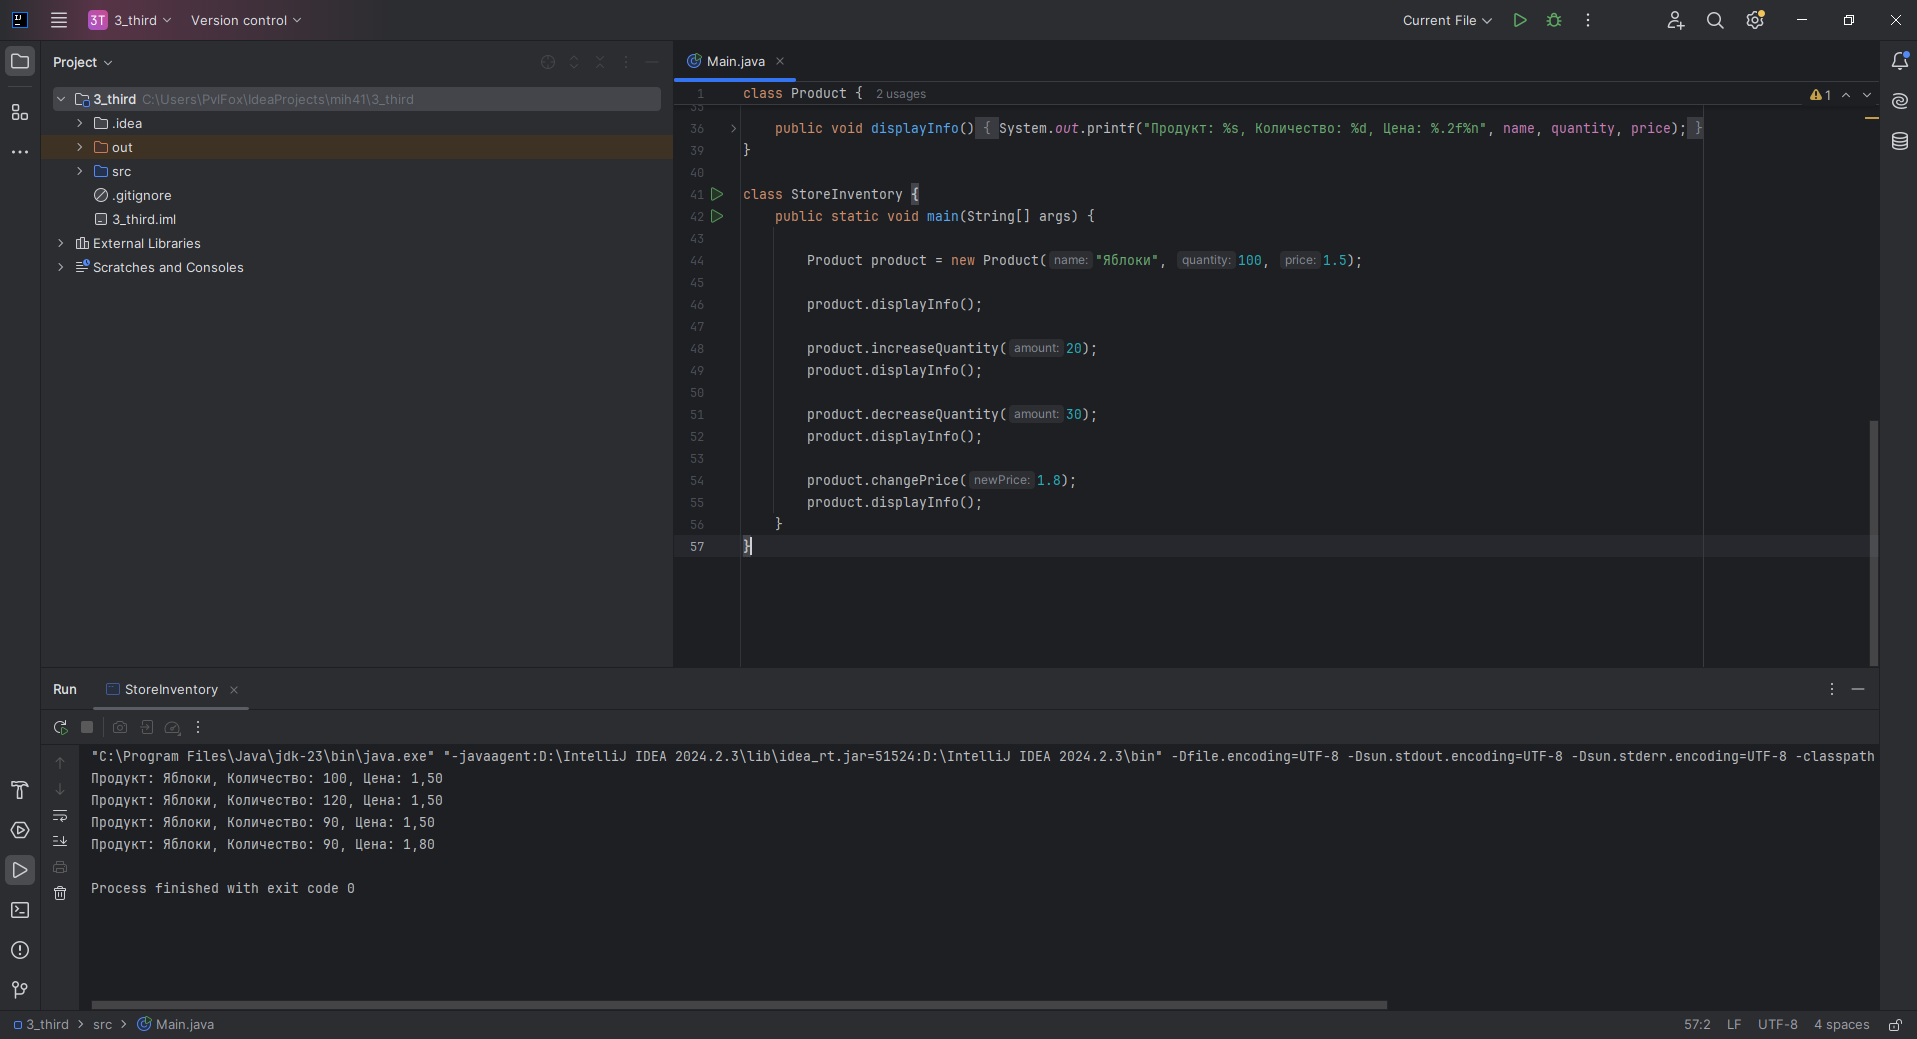 3T 3_third Version control Current File
Project
3_third C:\Users\PvlFox\IdeaProjects\mih41\3_third
.idea
out
src
.gitignore
3_third.iml
External Libraries
Scratches and Consoles
Main.java
1 class Product { 2 usages 1
35
36 public void displayInfo() { System.out.printf("Продукт: %s, Количество: %d, Цена: %.2f%n", name, quantity, price); }
39 }
40
41 class StoreInventory {
42 public static void main(String[] args) {
43
44 Product product = new Product( name: "Яблоки", quantity: 100, price: 1.5);
45
46 product.displayInfo();
47
48 product.increaseQuantity( amount: 20);
49 product.displayInfo();
50
51 product.decreaseQuantity( amount: 30);
52 product.displayInfo();
53
54 product.changePrice( newPrice: 1.8);
55 product.displayInfo();
56 }
57 }
Run StoreInventory
"C:\Program Files\Java\jdk-23\bin\java.exe" "-javaagent:D:\IntelliJ IDEA 2024.2.3\lib\idea_rt.jar=51524:D:\IntelliJ IDEA 2024.2.3\bin" -Dfile.encoding=UTF-8 -Dsun.stdout.encoding=UTF-8 -Dsun.stderr.encoding=UTF-8 -classpath
Продукт: Яблоки, Количество: 100, Цена: 1,50
Продукт: Яблоки, Количество: 120, Цена: 1,50
Продукт: Яблоки, Количество: 90, Цена: 1,50
Продукт: Яблоки, Количество: 90, Цена: 1,80
Process finished with exit code 0
3_third > src > Main.java 57:2 LF UTF-8 4 spaces